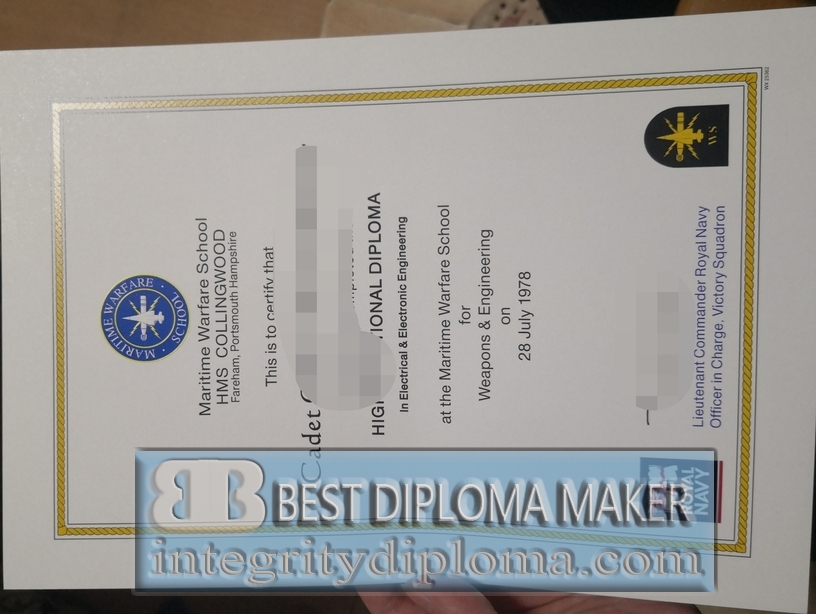 MARITIME WARFARE · SCHOOL ·
Maritime Warfare School
HMS COLLINGWOOD
Fareham, Portsmouth Hampshire
This is to certify that
Cadet
DIPLOMA
In Electrical & Electronic Engineering
at the Maritime Warfare School
for
Weapons & Engineering
on
28 July 1978
WS
Lieutenant Commander Royal Navy
Officer in Charge, Victory Squadron
ROYAL
NAVY
BEST DIPLOMA MAKER
integritydiploma.com